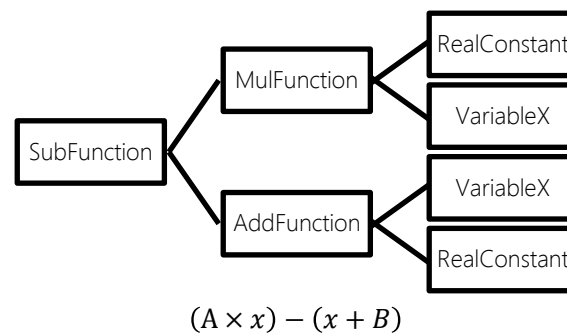 RealConstant
MulFunction
VariableX
SubFunction
VariableX
AddFunction
RealConstant
(A × x) − (x + B)